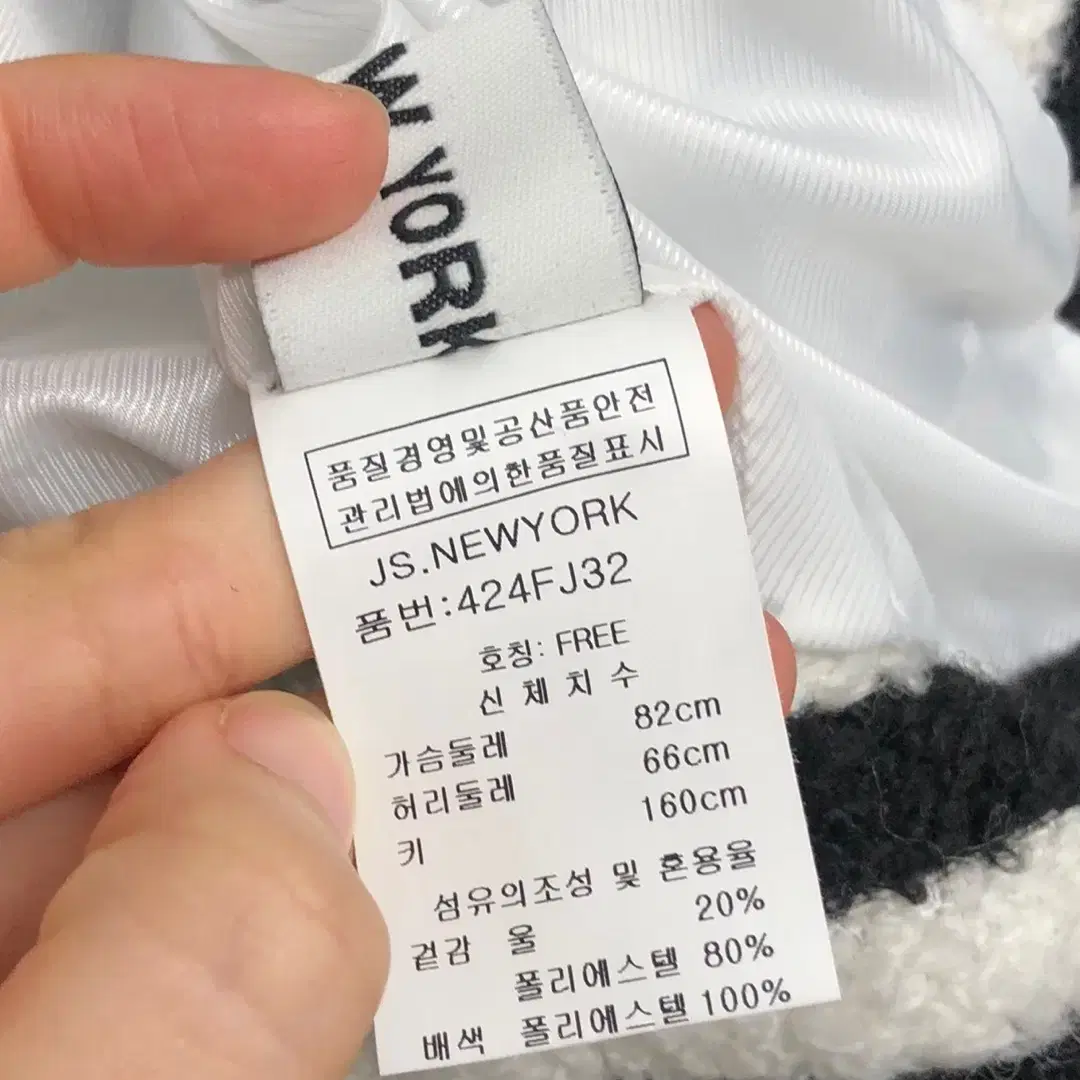 W YORK
품질경영및공산품안전
관리법에의한품질표시
JS.NEWYORK
품번:424FJ32
호칭: FREE
신체치수
가슴둘레 82cm
허리둘레 66cm
키 160cm
섬유의조성 및 혼용율
겉감 울 20%
폴리에스텔 80%
배색 폴리에스텔 100%